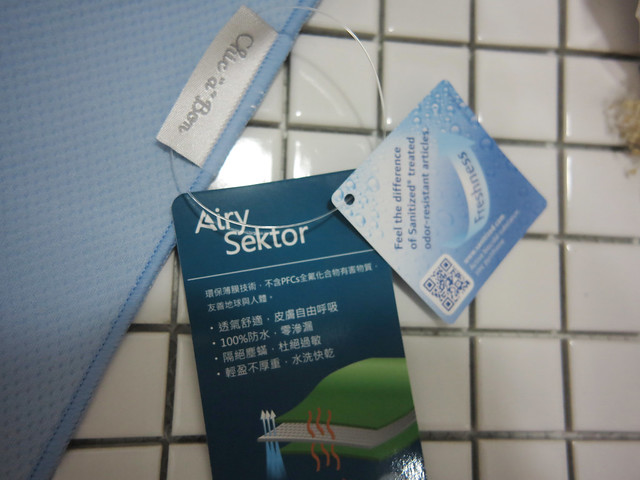 Chic "a" Bon
Airy
Sektor
環保薄膜技術,不含PFCs全氟化合物有害物質,
友善地球與人體。
• 透氣舒適,皮膚自由呼吸
• 100%防水,零滲漏
• 隔絕塵蟎,杜絕過敏
• 輕盈不厚重,水洗快乾
Feel the difference
of Sanitized® treated
odor-resistant articles.
Freshness